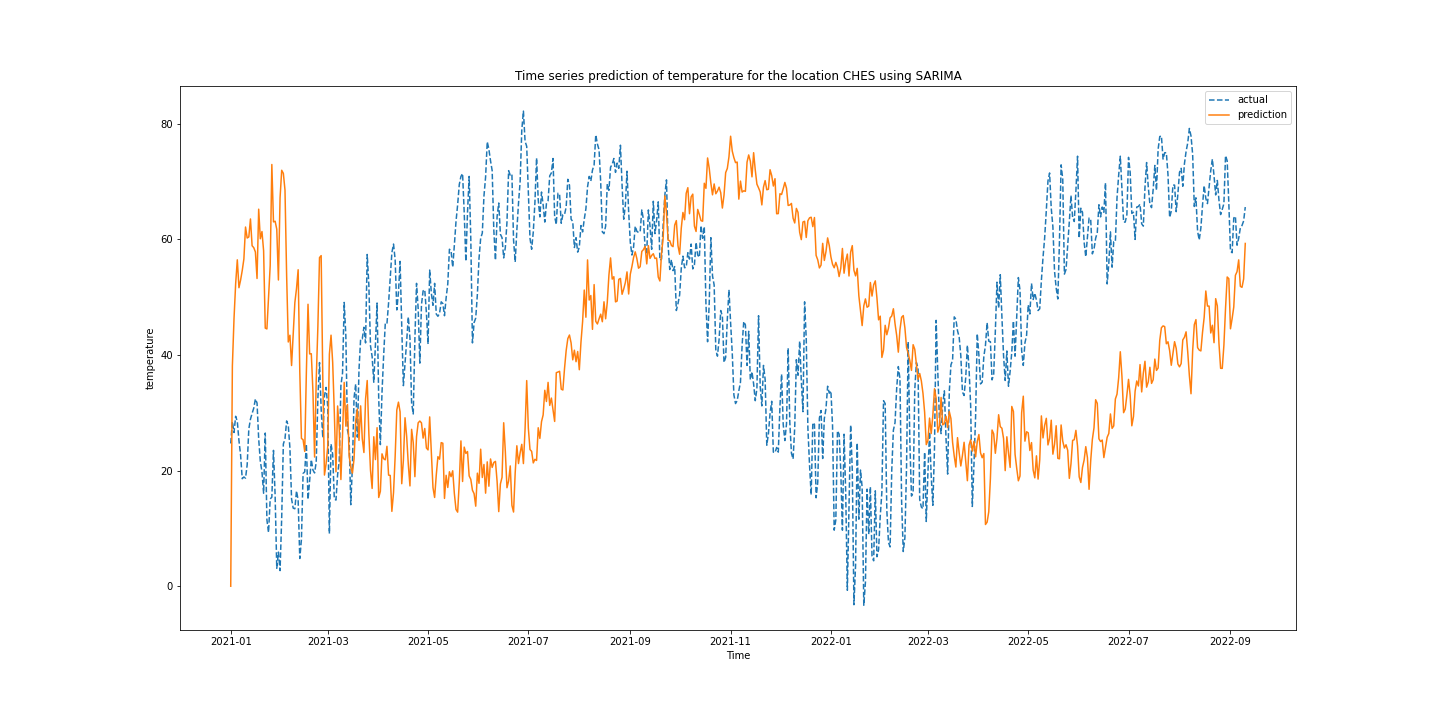 Time series prediction of temperature for the location CHES using SARIMA
actual
prediction
80
60
40
20
0
temperature
2021-01 2021-03 2021-05 2021-07 2021-09 2021-11 2022-01 2022-03 2022-05 2022-07 2022-09
Time